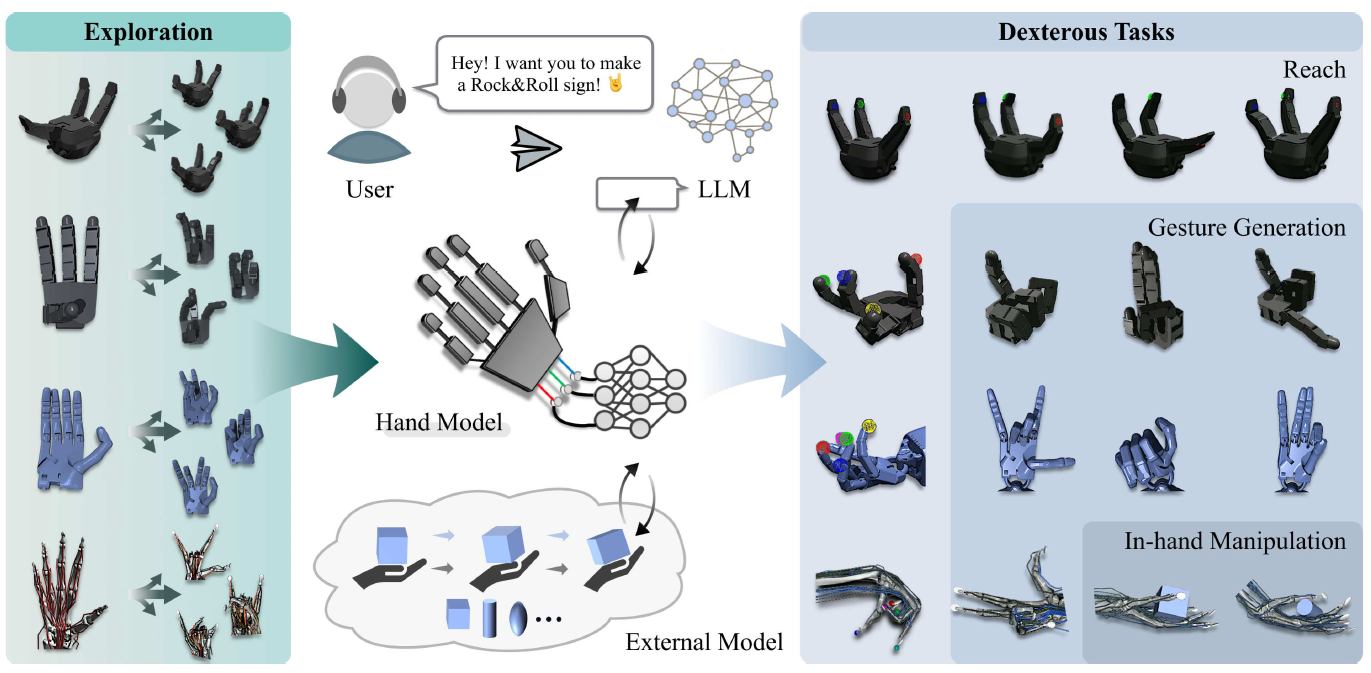 Exploration
Hey! I want you to make
a Rock&Roll sign! 🤘
User
LLM
Hand Model
External Model
Dexterous Tasks
Reach
Gesture Generation
In-hand Manipulation